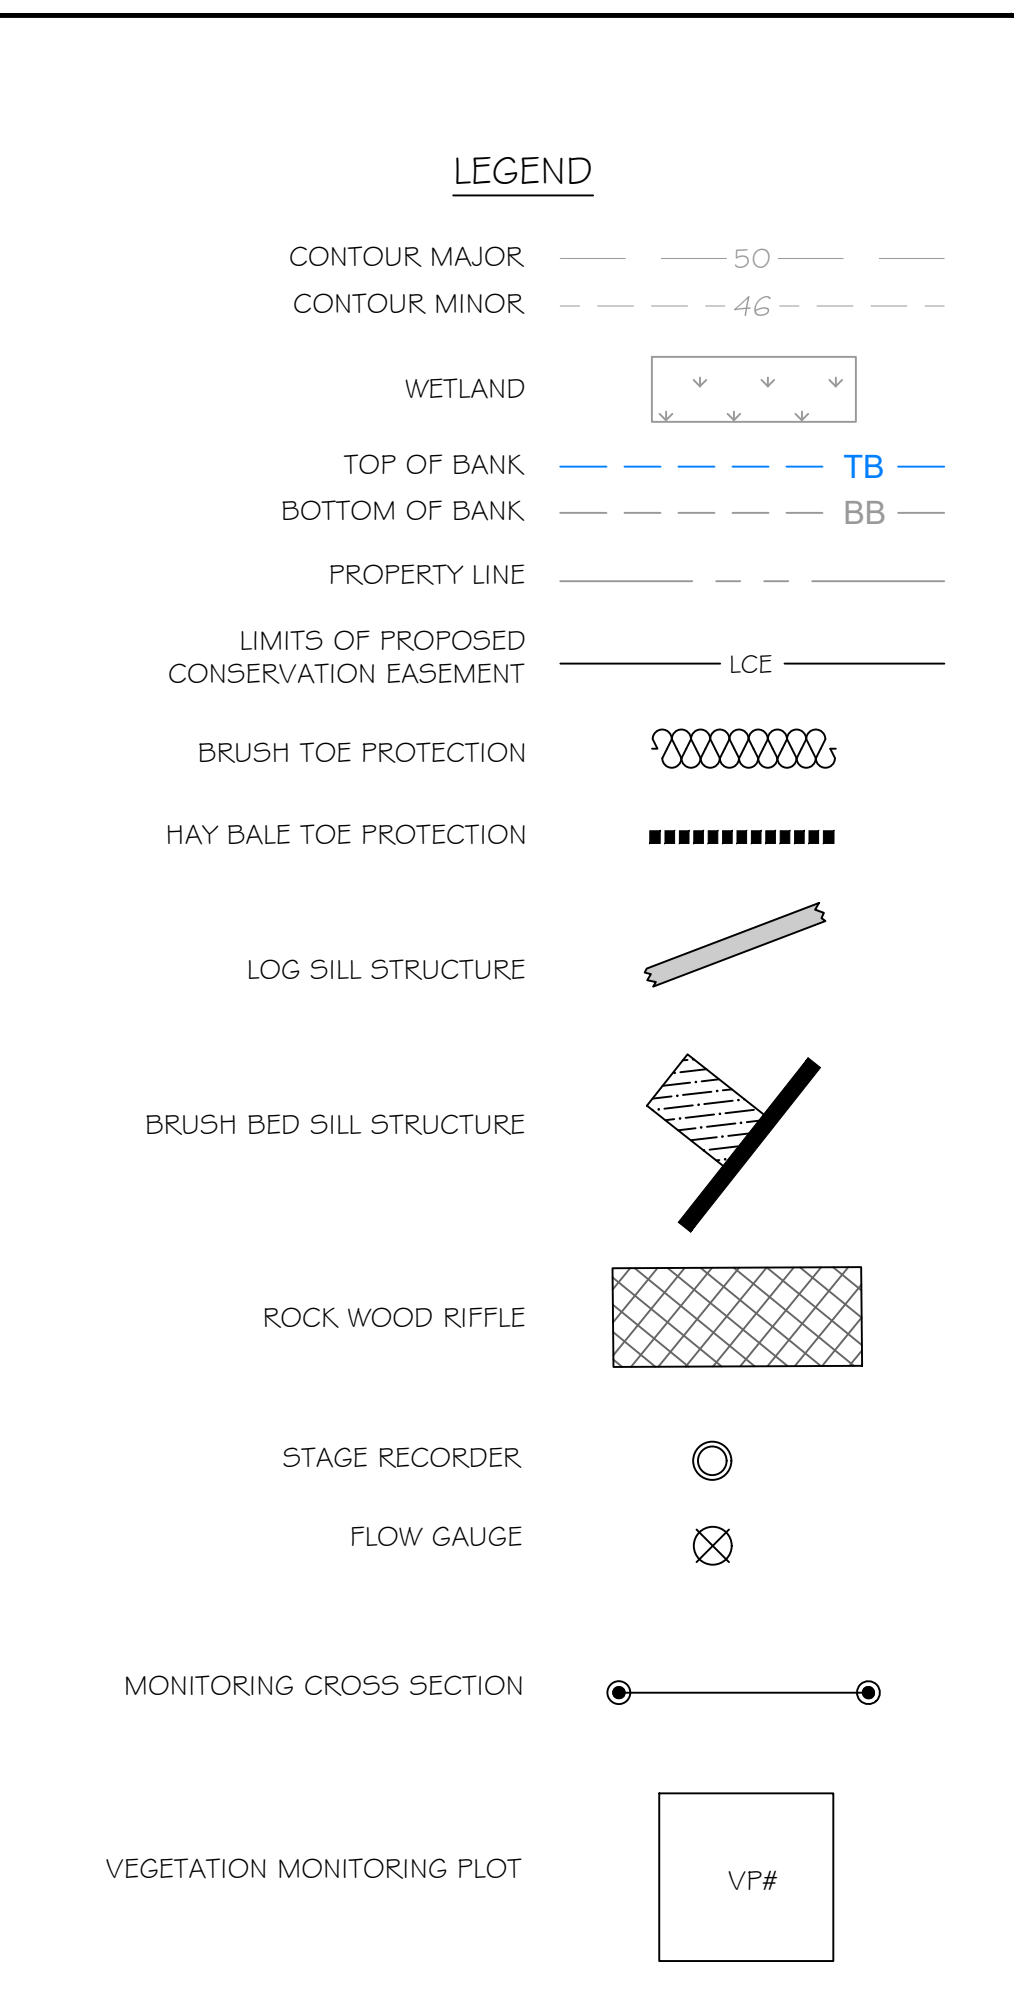 LEGEND
CONTOUR MAJOR 50
CONTOUR MINOR 46
WETLAND
TOP OF BANK TB
BOTTOM OF BANK BB
PROPERTY LINE
LIMITS OF PROPOSED
CONSERVATION EASEMENT LCE
BRUSH TOE PROTECTION
HAY BALE TOE PROTECTION
LOG SILL STRUCTURE
BRUSH BED SILL STRUCTURE
ROCK WOOD RIFFLE
STAGE RECORDER
FLOW GAUGE
MONITORING CROSS SECTION
VEGETATION MONITORING PLOT VP#